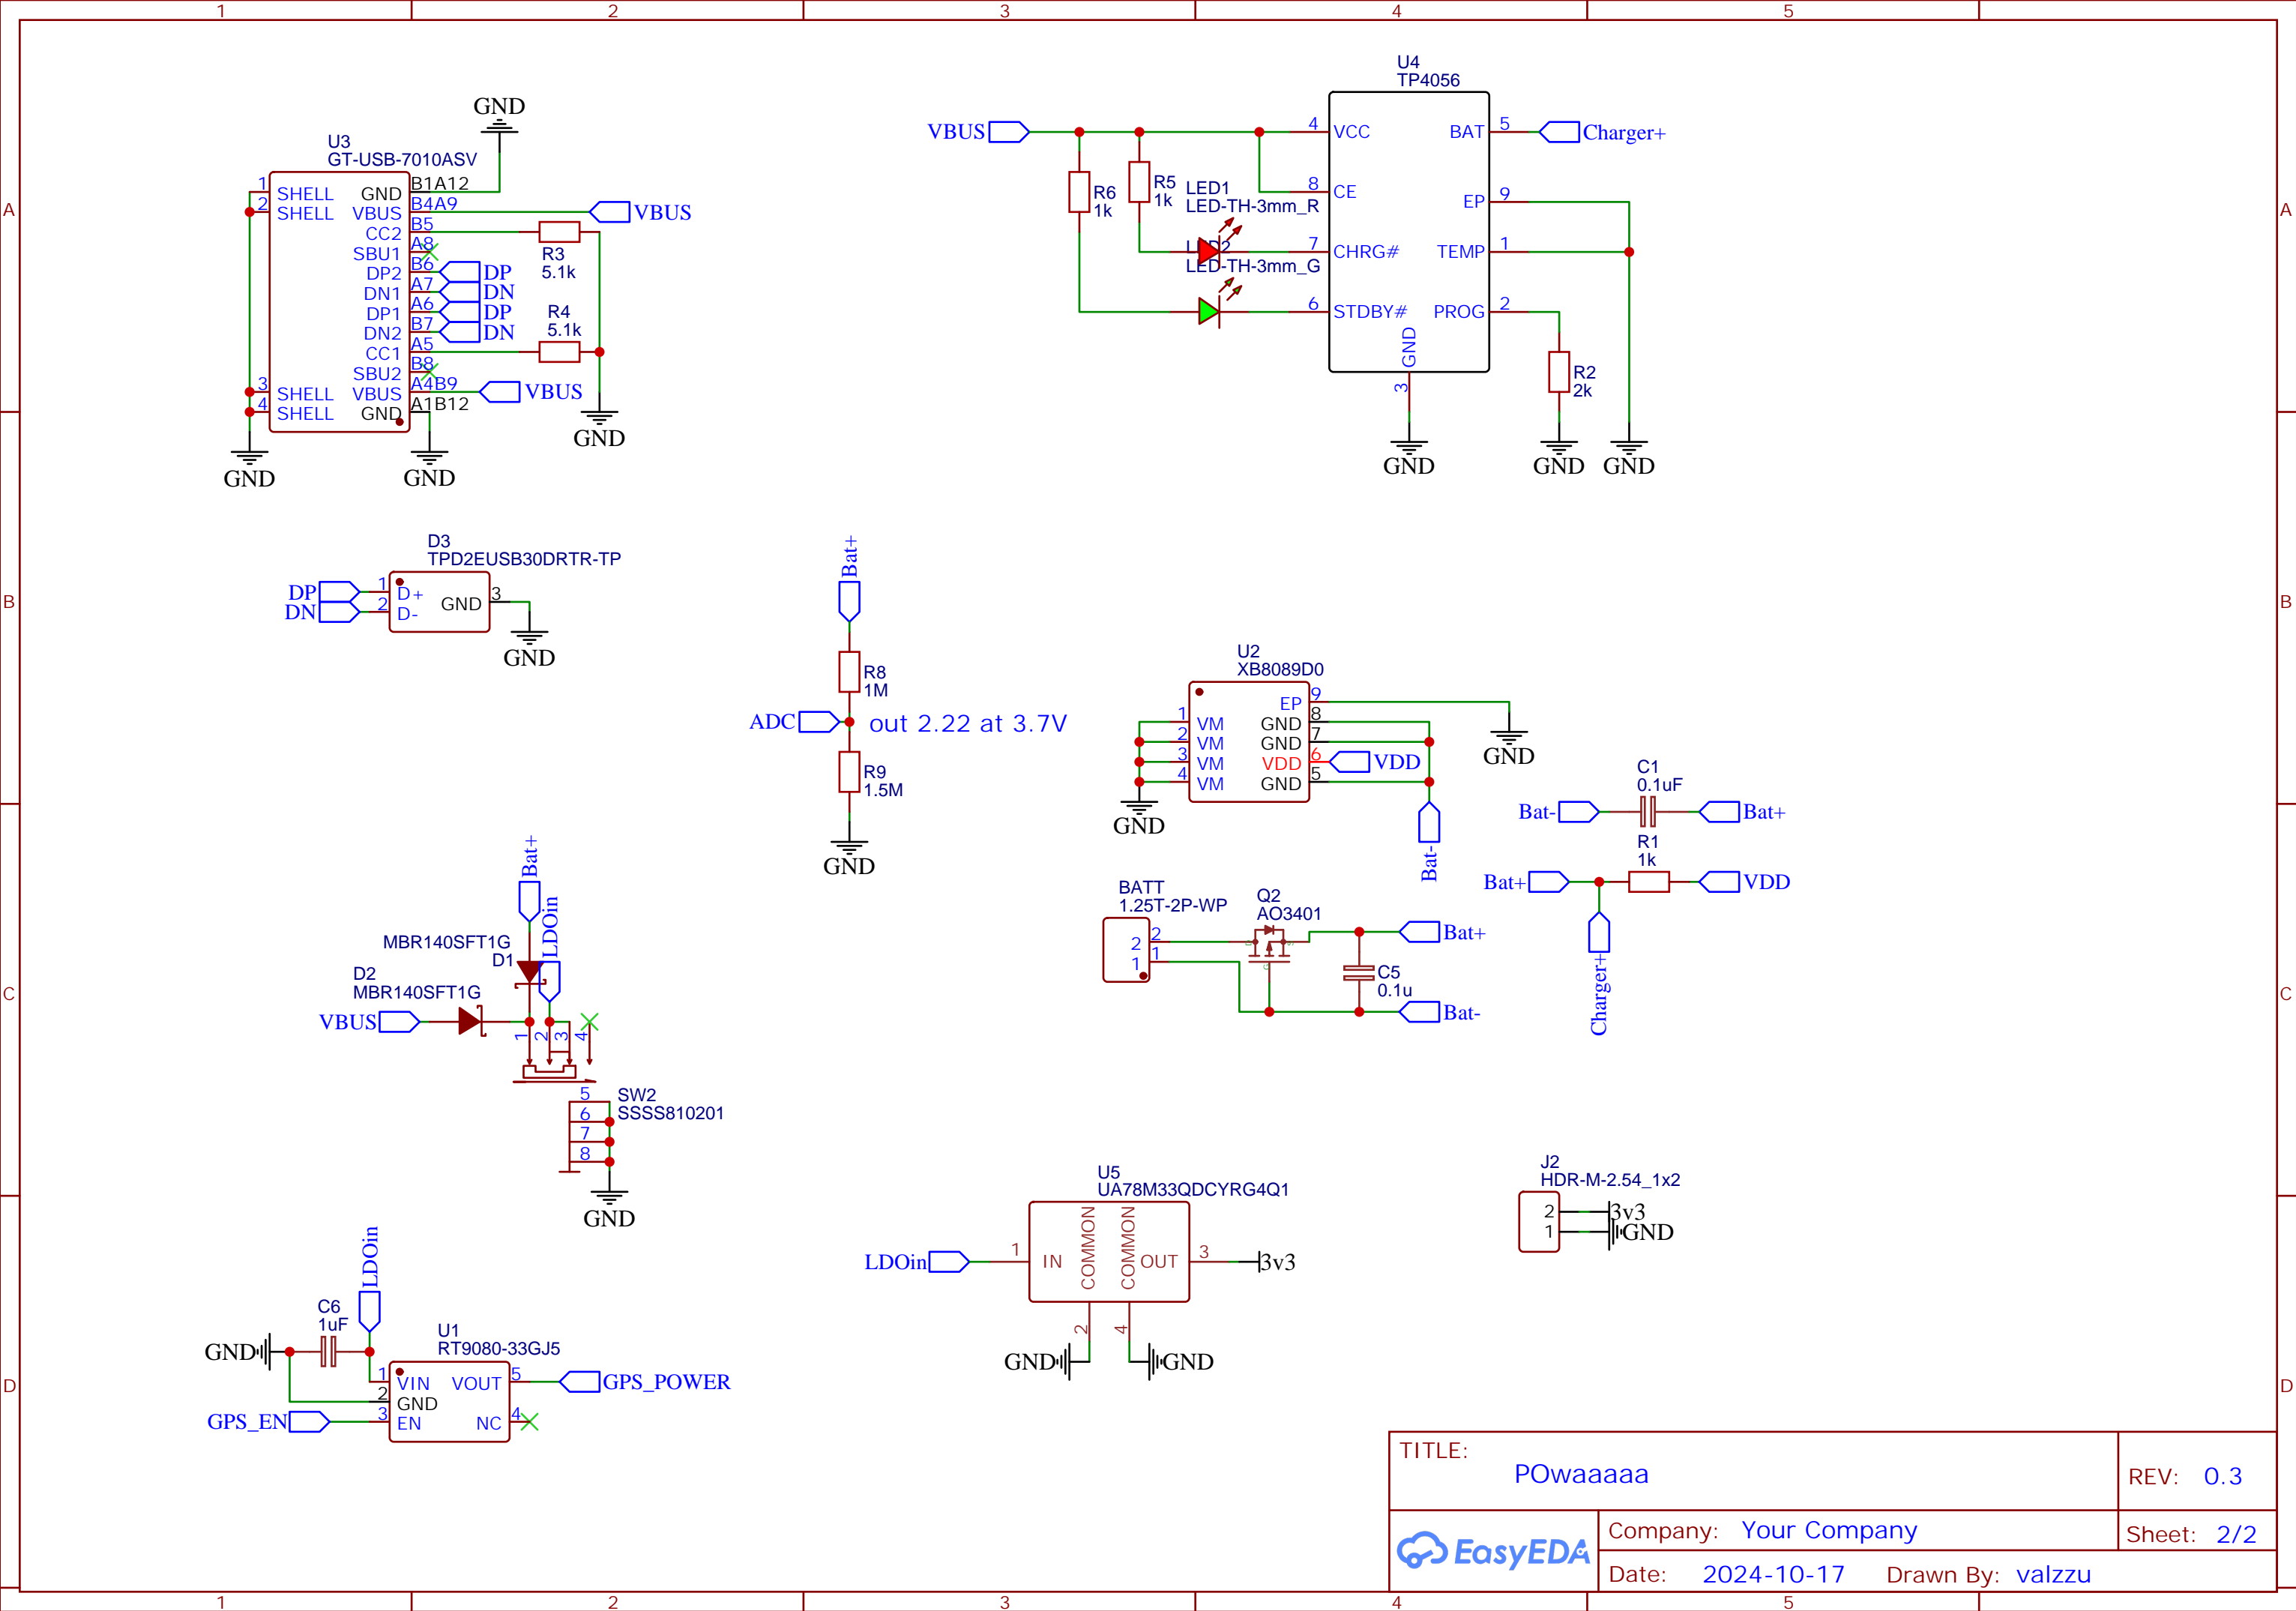 1 2 3 4 5
A
A
B
B
C
C
D
D
U3
GT-USB-7010ASV
GND
1 SHELL
2 SHELL
3 SHELL
4 SHELL
GND B1A12
VBUS B4A9
CC2 B5
SBU1 A8
DP2 B6
DN1 A7
DP1 A6
DN2 B7
CC1 A5
SBU2 B8
VBUS A4B9
GND A1B12
VBUS
DP
DN
DP
DN
VBUS
R3
5.1k
R4
5.1k
GND
GND
GND
U4
TP4056
VBUS
4 VCC
8 CE
7 CHRG#
6 STDBY#
GND 3
BAT 5
EP 9
TEMP 1
PROG 2
Charger+
R6
1k
R5
1k
LED1
LED-TH-3mm_R
LED2
LED-TH-3mm_G
R2
2k
GND
GND
GND
D3
TPD2EUSB30DRTR-TP
DP
DN
1 D+
2 D-
GND 3
GND
Bat+
R8
1M
ADC
out 2.22 at 3.7V
R9
1.5M
GND
U2
XB8089D0
1 VM
2 VM
3 VM
4 VM
EP 9
GND 8
GND 7
VDD 6
GND 5
VDD
GND
GND
Bat-
C1
0.1uF
Bat-
Bat+
R1
1k
Bat+
VDD
Charger+
BATT
1.25T-2P-WP
2 2
1 1
Q2
AO3401
D
S
G
Bat+
C5
0.1u
Bat-
Bat+
LDOin
MBR140SFT1G
D1
D2
MBR140SFT1G
VBUS
1 2 3 4
5
6
7
8
SW2
SSSS810201
GND
LDOin
C6
1uF
GND
U1
RT9080-33GJ5
1 VIN
2 GND
3 EN
VOUT 5
NC 4
GPS_POWER
GPS_EN
U5
UA78M33QDCYRG4Q1
LDOin
1 IN
COMMON
COMMON
OUT 3
3v3
2
4
GND
GND
J2
HDR-M-2.54_1x2
2
1
3v3
GND
TITLE:
POwaaaaa
REV: 0.3
EasyEDA
Company: Your Company
Sheet: 2/2
Date: 2024-10-17
Drawn By: valzzu
1 2 3 4 5